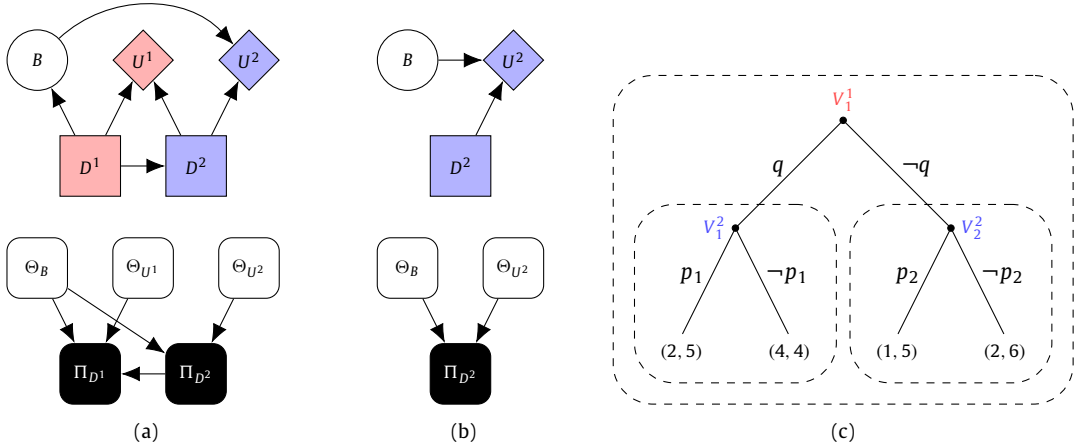 B U¹ U²
D¹ D²
Θ_B Θ_U¹ Θ_U²
Π_D¹ Π_D²
(a)
B U²
D²
Θ_B Θ_U²
Π_D²
(b)
V₁¹
q ¬q
V₁² V₂²
p₁ ¬p₁ p₂ ¬p₂
(2, 5) (4, 4) (1, 5) (2, 6)
(c)